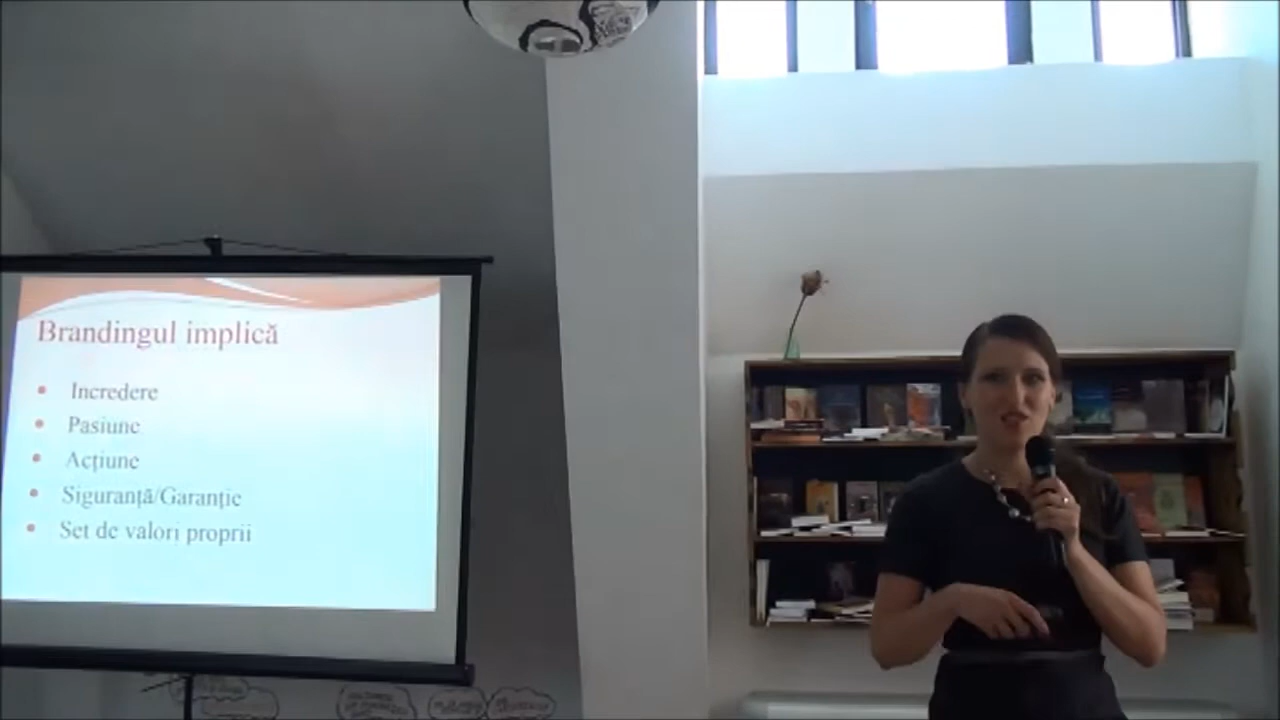 Brandingul implică
• Incredere
• Pasiune
• Acțiune
• Siguranță/Garanție
• Set de valori proprii